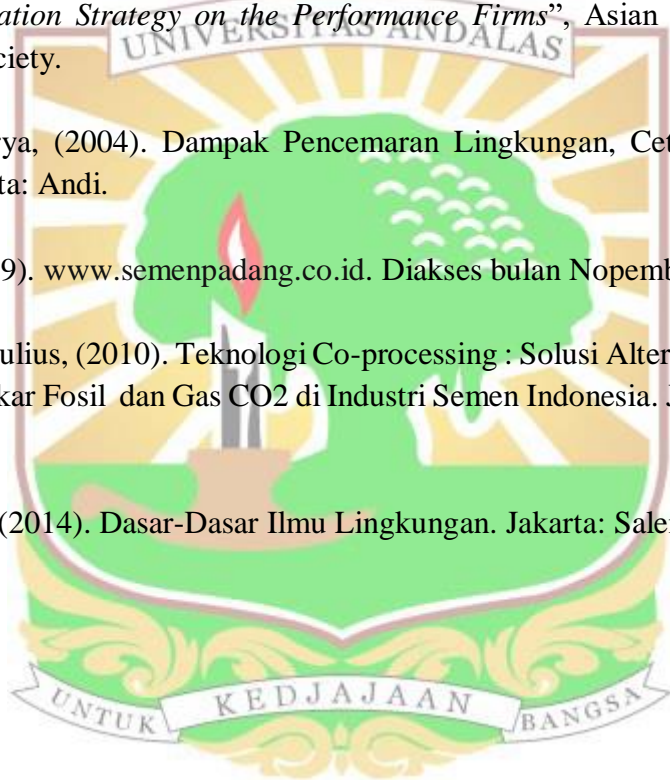 ation Strategy on the Performance Firms”, Asian
UNIVERSITAS ANDALAS
ciety.
rya, (2004). Dampak Pencemaran Lingkungan, Cet
ta: Andi.
9). www.semenpadang.co.id. Diakses bulan Nopemb
ulius, (2010). Teknologi Co-processing : Solusi Alter
kar Fosil dan Gas CO2 di Industri Semen Indonesia. J
(2014). Dasar-Dasar Ilmu Lingkungan. Jakarta: Sale
UNTUK KEDJAJAAN BANGSA